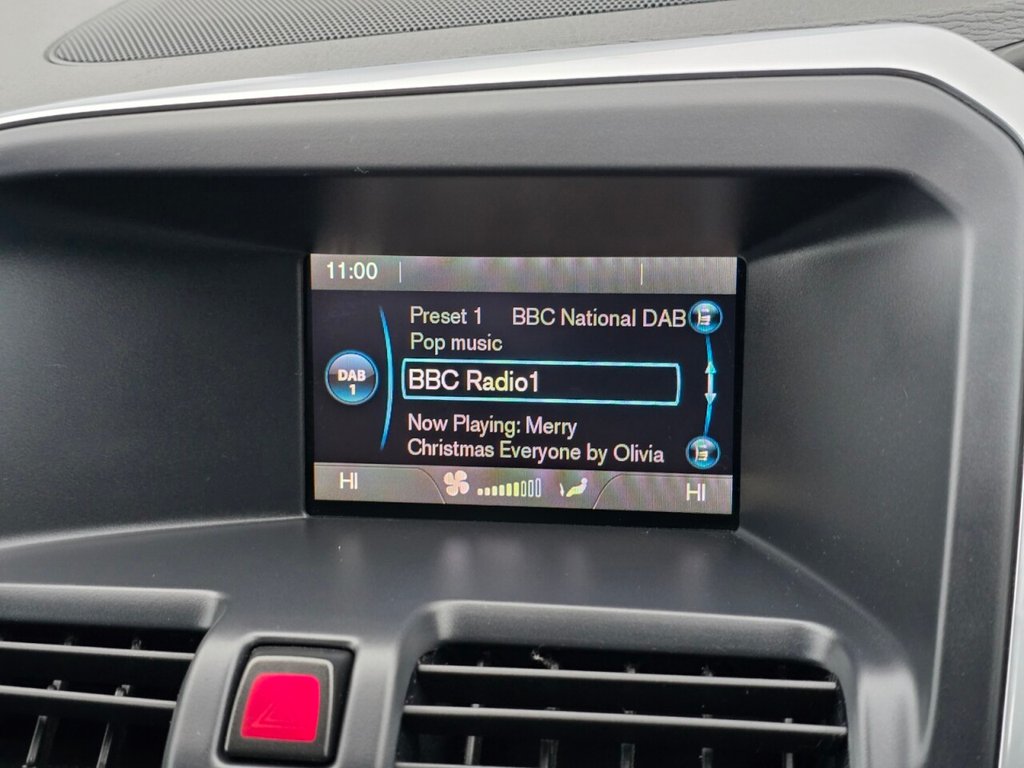 11:00
Preset 1 BBC National DAB
Pop music
DAB
1
BBC Radio1
Now Playing: Merry
Christmas Everyone by Olivia
HI HI